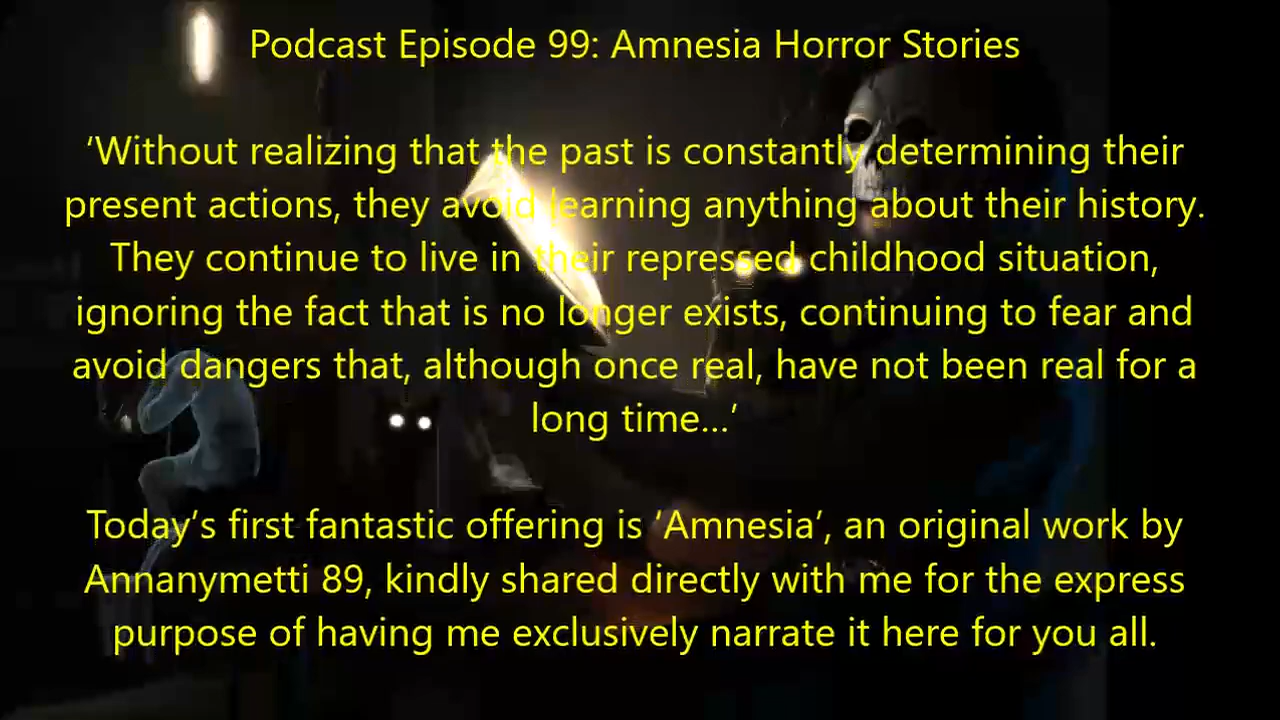 Podcast Episode 99: Amnesia Horror Stories
‘Without realizing that the past is constantly determining their
present actions, they avoid learning anything about their history.
They continue to live in their repressed childhood situation,
ignoring the fact that is no longer exists, continuing to fear and
avoid dangers that, although once real, have not been real for a
long time...’
Today’s first fantastic offering is ‘Amnesia’, an original work by
Annanymetti 89, kindly shared directly with me for the express
purpose of having me exclusively narrate it here for you all.